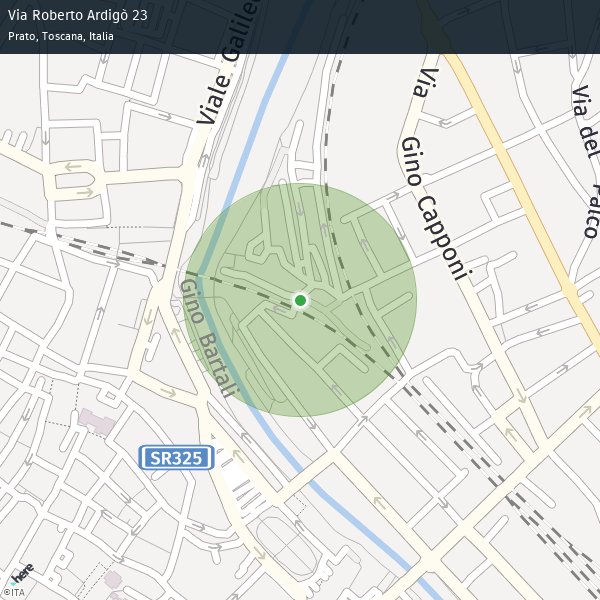 Via Roberto Ardigò 23
Prato, Toscana, Italia
Viale Galileo
Via
Gino Capponi
Via del
Falco
Gino Bartali
SR325
here
©ITA